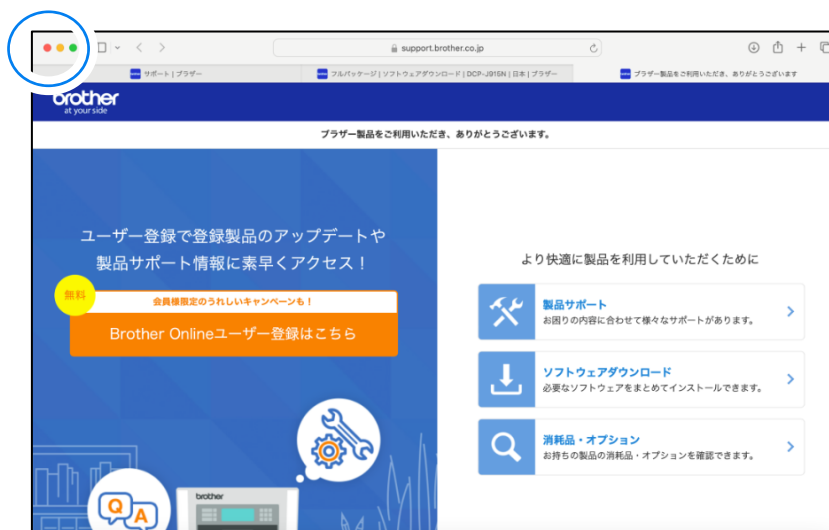 support.brother.co.jp
サポート | ブラザー
フルパッケージ | ソフトウェアダウンロード | DCP-J915N | 日本 | ブラザー
ブラザー製品をご利用いただき、ありがとうございます
brother
at your side
ブラザー製品をご利用いただき、ありがとうございます。
ユーザー登録で登録製品のアップデートや
製品サポート情報に素早くアクセス！
無料
会員様限定のうれしいキャンペーンも！
Brother Onlineユーザー登録はこちら
より快適に製品を利用していただくために
製品サポート
お困りの内容に合わせて様々なサポートがあります。
ソフトウェアダウンロード
必要なソフトウェアをまとめてインストールできます。
消耗品・オプション
お持ちの製品の消耗品・オプションを確認できます。
Q
A
brother